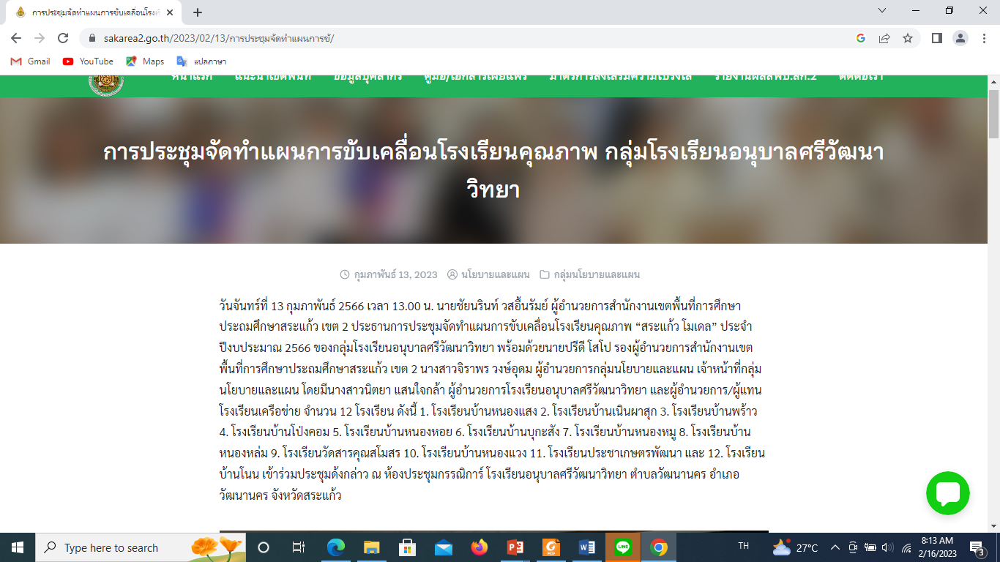 การประชุมจัดทำแผนการขับเคลื่อนโรงเรี
sakarea2.go.th/2023/02/13/การประชุมจัดทำแผนการขั/
Gmail YouTube Maps แปลภาษา
หน้าแรก แนะนำเขตพื้นที่ ข้อมูลบุคลากร คู่มือ/เอกสารเผยแพร่ มาตรการส่งเสริมความโปร่งใส รายงานผลสพป.สก.2 ติดต่อเรา
การประชุมจัดทำแผนการขับเคลื่อนโรงเรียนคุณภาพ กลุ่มโรงเรียนอนุบาลศรีวัฒนา
วิทยา
กุมภาพันธ์ 13, 2023 นโยบายและแผน กลุ่มนโยบายและแผน
วันจันทร์ที่ 13 กุมภาพันธ์ 2566 เวลา 13.00 น. นายชัยนรินท์ วสอื้นรัมย์ ผู้อำนวยการสำนักงานเขตพื้นที่การศึกษา
ประถมศึกษาสระแก้ว เขต 2 ประธานการประชุมจัดทำแผนการขับเคลื่อนโรงเรียนคุณภาพ “สระแก้ว โมเดล” ประจำ
ปีงบประมาณ 2566 ของกลุ่มโรงเรียนอนุบาลศรีวัฒนาวิทยา พร้อมด้วยนายปรีดี โสโป รองผู้อำนวยการสำนักงานเขต
พื้นที่การศึกษาประถมศึกษาสระแก้ว เขต 2 นางสาวจิราพร วงษ์อุดม ผู้อำนวยการกลุ่มนโยบายและแผน เจ้าหน้าที่กลุ่ม
นโยบายและแผน โดยมีนางสาวนิตยา แสนใจกล้า ผู้อำนวยการโรงเรียนอนุบาลศรีวัฒนาวิทยา และผู้อำนวยการ/ผู้แทน
โรงเรียนเครือข่าย จำนวน 12 โรงเรียน ดังนี้ 1. โรงเรียนบ้านหนองแสง 2. โรงเรียนบ้านเนินผาสุก 3. โรงเรียนบ้านพร้าว
4. โรงเรียนบ้านโป่งคอม 5. โรงเรียนบ้านหนองหอย 6. โรงเรียนบ้านบุกะสัง 7. โรงเรียนบ้านหนองหมู 8. โรงเรียนบ้าน
หนองหล่ม 9. โรงเรียนวัดสารคุณสโมสร 10. โรงเรียนบ้านหนองแวง 11. โรงเรียนประชาเกษตรพัฒนา และ 12. โรงเรียน
บ้านโนน เข้าร่วมประชุมด้งกล่าว ณ ห้องประชุมกรรณิการ์ โรงเรียนอนุบาลศรีวัฒนาวิทยา ตำบลวัฒนานคร อำเภอ
วัฒนานคร จังหวัดสระแก้ว
Type here to search
TH
27°C
8:13 AM
2/16/2023
3
LINE